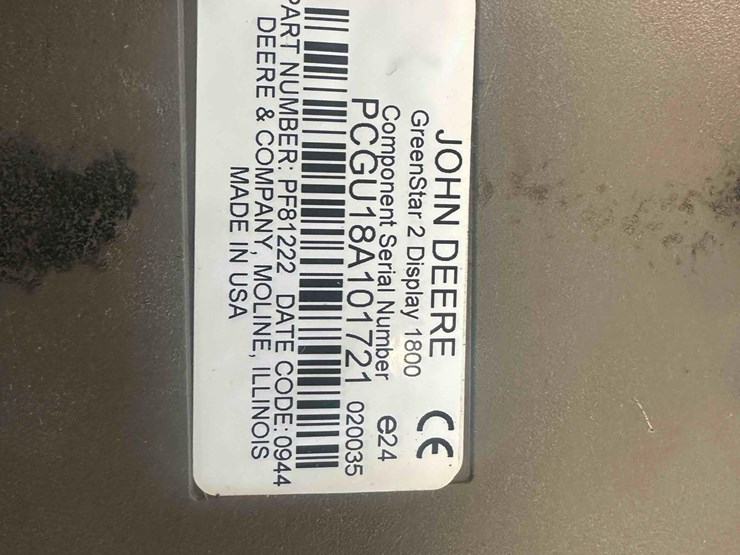 JOHN DEERE CE
GreenStar 2 Display 1800
Component Serial Number e24
PCGU18A101721 020035
PART NUMBER: PF81222 DATE CODE: 0944
DEERE & COMPANY, MOLINE, ILLINOIS
MADE IN USA